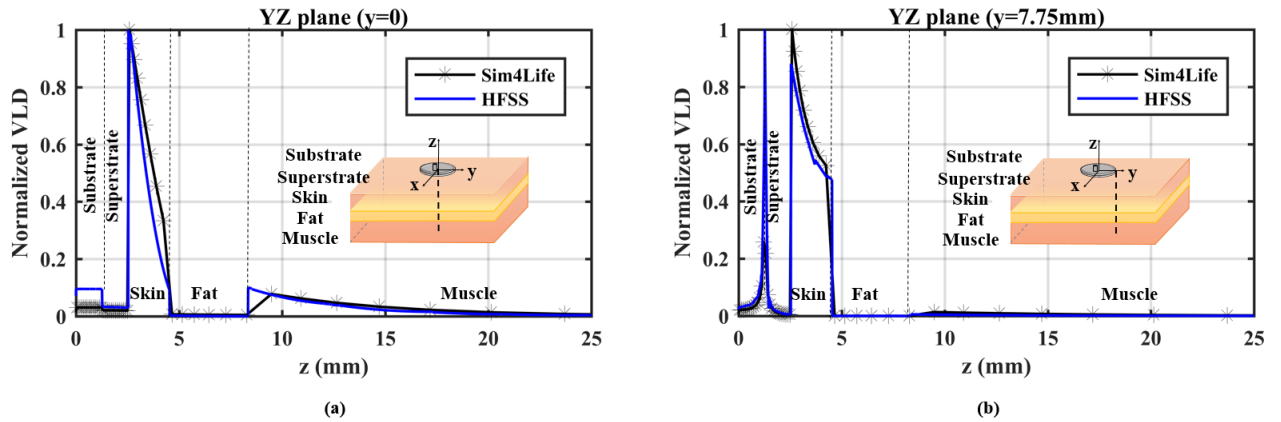 YZ plane (y=0)
Normalized VLD
1
0.8
0.6
0.4
0.2
0
Substrate
Superstrate
Sim4Life
HFSS
Substrate
Superstrate
Skin
Fat
Muscle
z
y
x
Skin
Fat
Muscle
0 5 10 15 20 25
z (mm)
(a)
YZ plane (y=7.75mm)
Normalized VLD
1
0.8
0.6
0.4
0.2
0
Substrate
Superstrate
Sim4Life
HFSS
Substrate
Superstrate
Skin
Fat
Muscle
z
y
x
Skin
Fat
Muscle
0 5 10 15 20 25
z (mm)
(b)